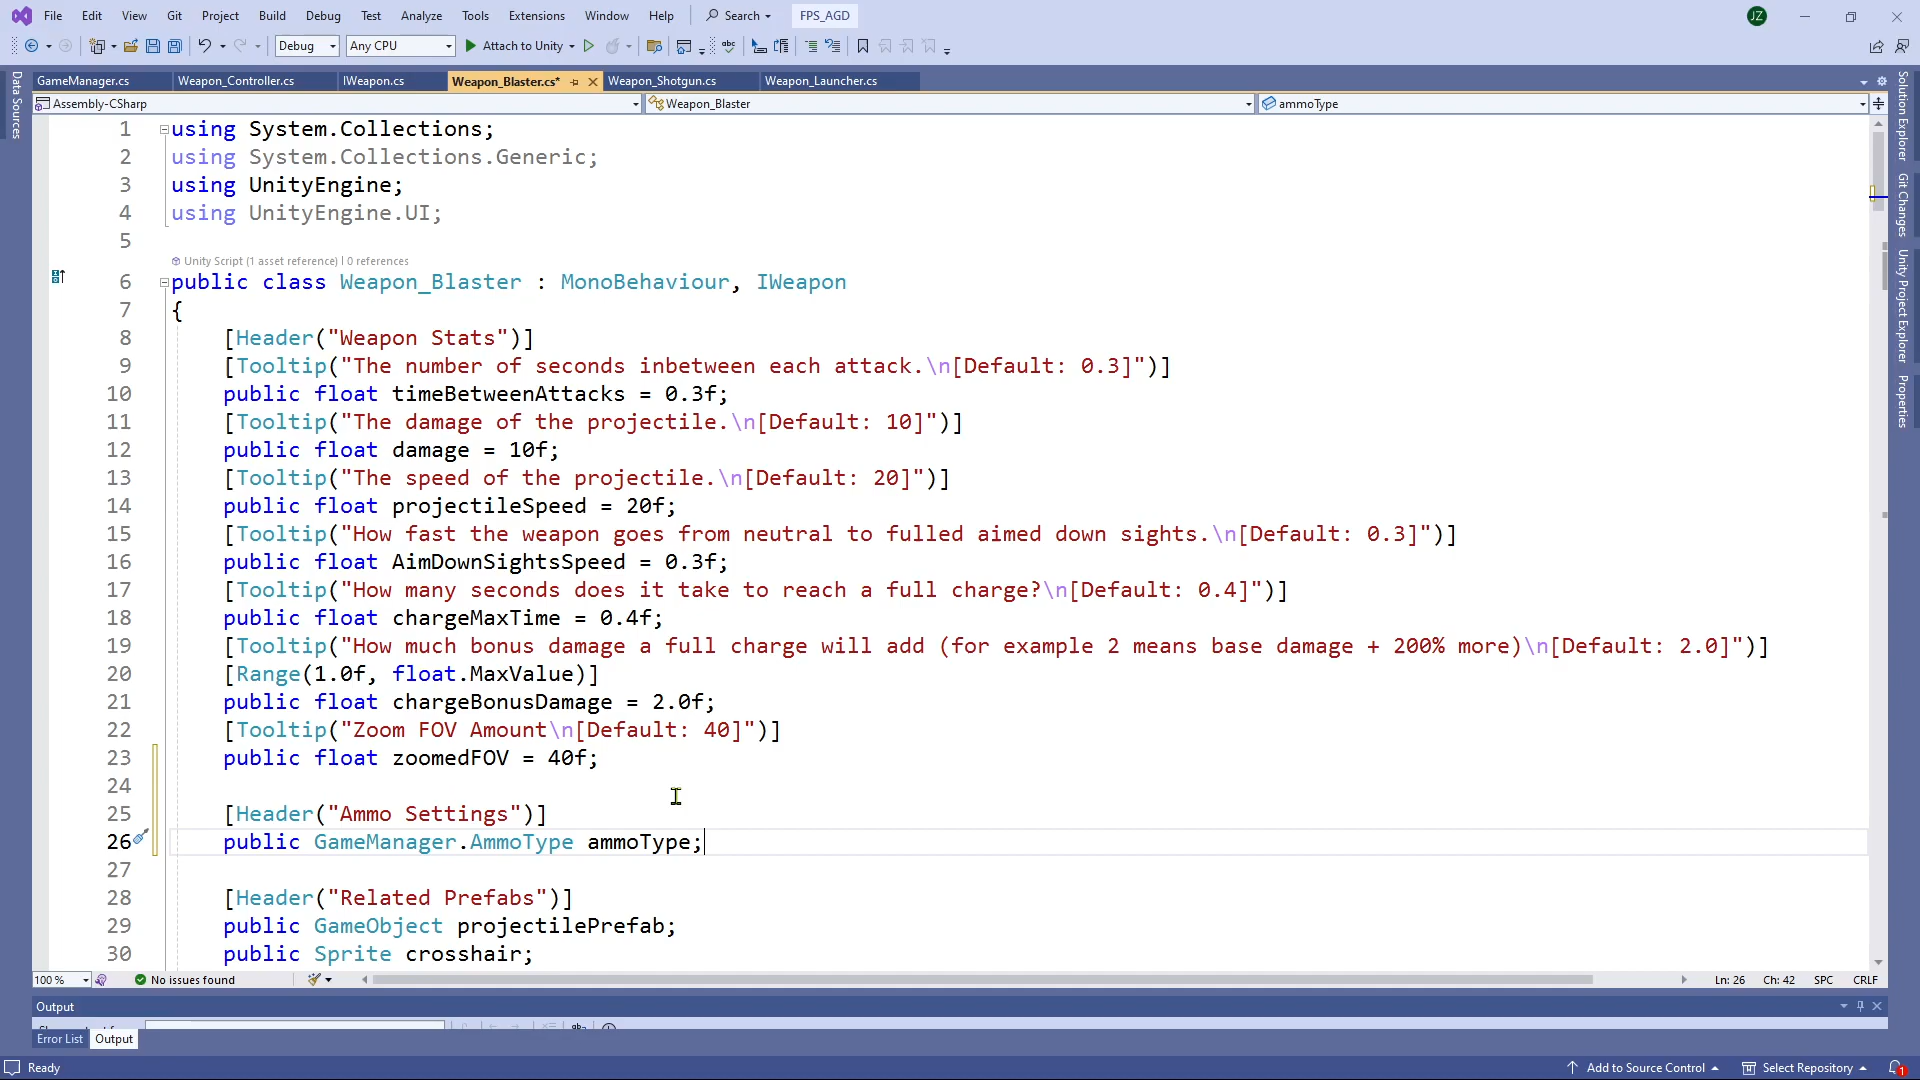 File Edit View Git Project Build Debug Test Analyze Tools Extensions Window Help Search FPS_AGD JZ
Debug Any CPU Attach to Unity
GameManager.cs Weapon_Controller.cs IWeapon.cs Weapon_Blaster.cs* Weapon_Shotgun.cs Weapon_Launcher.cs
Assembly-CSharp Weapon_Blaster ammoType
Data Sources
Solution Explorer
Git Changes
Unity Project Explorer
Properties
1 using System.Collections;
2 using System.Collections.Generic;
3 using UnityEngine;
4 using UnityEngine.UI;
5
Unity Script (1 asset reference) | 0 references
6 public class Weapon_Blaster : MonoBehaviour, IWeapon
7 {
8 [Header("Weapon Stats")]
9 [Tooltip("The number of seconds inbetween each attack.\n[Default: 0.3]")]
10 public float timeBetweenAttacks = 0.3f;
11 [Tooltip("The damage of the projectile.\n[Default: 10]")]
12 public float damage = 10f;
13 [Tooltip("The speed of the projectile.\n[Default: 20]")]
14 public float projectileSpeed = 20f;
15 [Tooltip("How fast the weapon goes from neutral to fulled aimed down sights.\n[Default: 0.3]")]
16 public float AimDownSightsSpeed = 0.3f;
17 [Tooltip("How many seconds does it take to reach a full charge?\n[Default: 0.4]")]
18 public float chargeMaxTime = 0.4f;
19 [Tooltip("How much bonus damage a full charge will add (for example 2 means base damage + 200% more)\n[Default: 2.0]")]
20 [Range(1.0f, float.MaxValue)]
21 public float chargeBonusDamage = 2.0f;
22 [Tooltip("Zoom FOV Amount\n[Default: 40]")]
23 public float zoomedFOV = 40f;
24
25 [Header("Ammo Settings")]
26 public GameManager.AmmoType ammoType;
27
28 [Header("Related Prefabs")]
29 public GameObject projectilePrefab;
30 public Sprite crosshair;
100 % No issues found Ln: 26 Ch: 42 SPC CRLF
Output
Error List Output
Ready Add to Source Control Select Repository 1